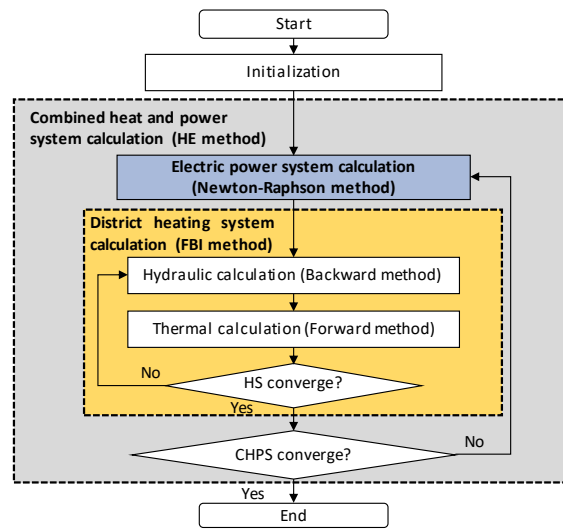 Start
Initialization
Combined heat and power
system calculation (HE method)
Electric power system calculation
(Newton-Raphson method)
District heating system
calculation (FBI method)
Hydraulic calculation (Backward method)
Thermal calculation (Forward method)
No
HS converge?
Yes
No
CHPS converge?
Yes
End